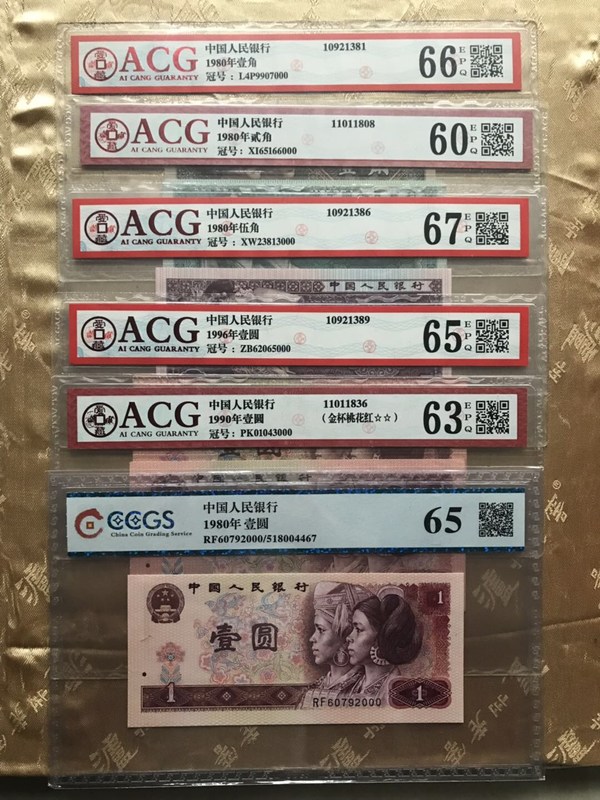 ACG
AI CANG GUARANTY
中国人民银行 10921381
1980年壹角
冠号：L4P9907000
66 EPQ
ACG
AI CANG GUARANTY
中国人民银行 11011808
1980年贰角
冠号：XI65166000
60 EPQ
ACG
AI CANG GUARANTY
中国人民银行 10921386
1980年伍角
冠号：XW23813000
67 EPQ
中国人民银行
ACG
AI CANG GUARANTY
中国人民银行 10921389
1996年壹圆
冠号：ZB62065000
65 EPQ
ACG
AI CANG GUARANTY
中国人民银行 11011836
1990年壹圆 (金杯桃花红☆☆)
冠号：PK01043000
63 EPQ
CCGS
China Coin Grading Service
中国人民银行
1980年 壹圆
RF60792000/518004467
65
中国人民银行
1
壹圆
1
RF60792000
1